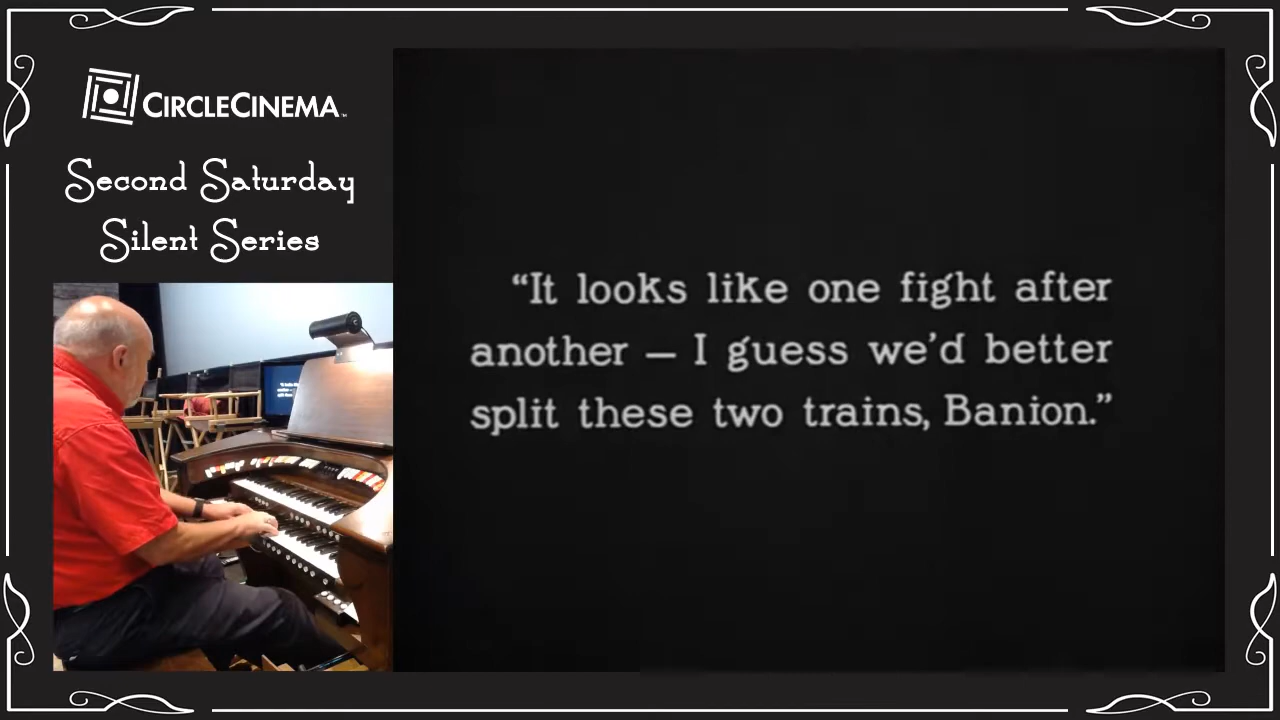 CIRCLECINEMA™
Second Saturday
Silent Series
“It looks like one fight after
another — I guess we’d better
split these two trains, Banion.”